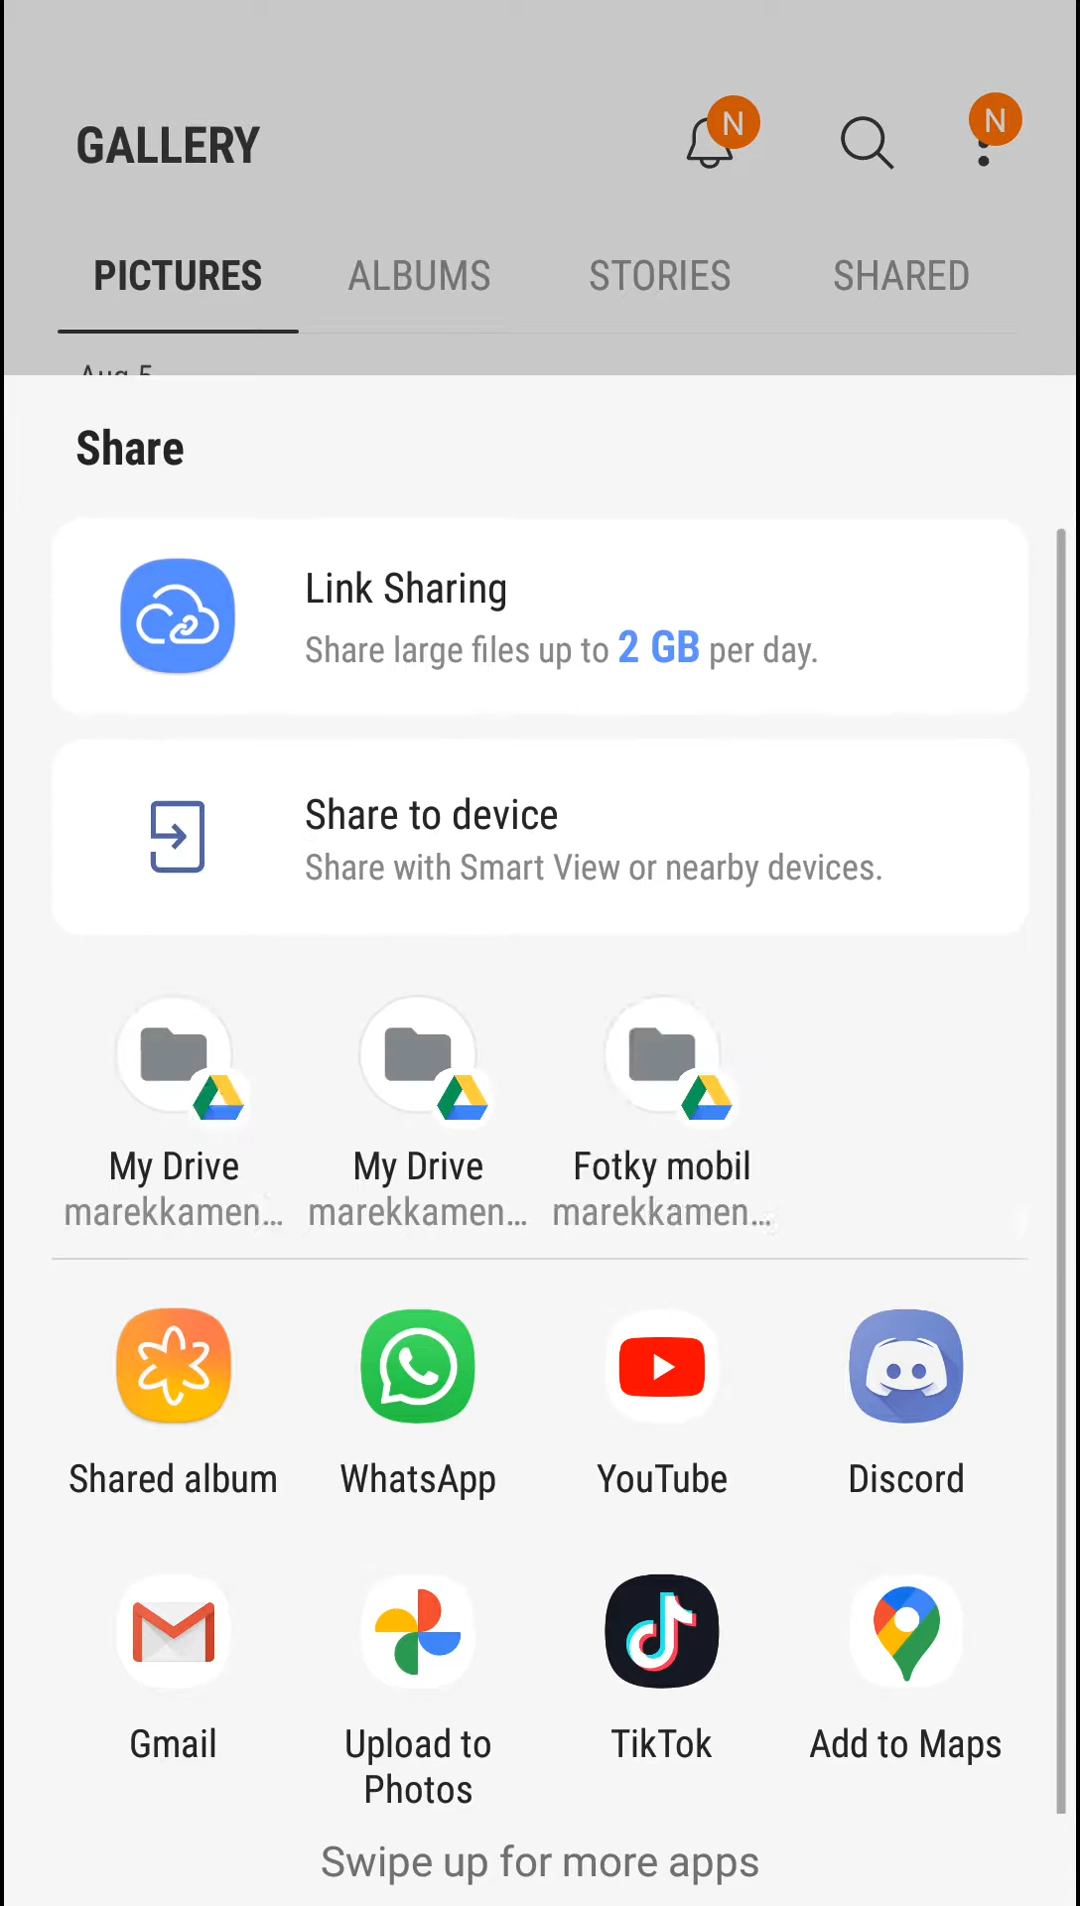 GALLERY
N
N
PICTURES ALBUMS STORIES SHARED
Aug 5
Share
Link Sharing
Share large files up to 2 GB per day.
Share to device
Share with Smart View or nearby devices.
My Drive My Drive Fotky mobil
marekkamen... marekkamen... marekkamen...
Shared album WhatsApp YouTube Discord
Gmail Upload to TikTok Add to Maps
Photos
Swipe up for more apps